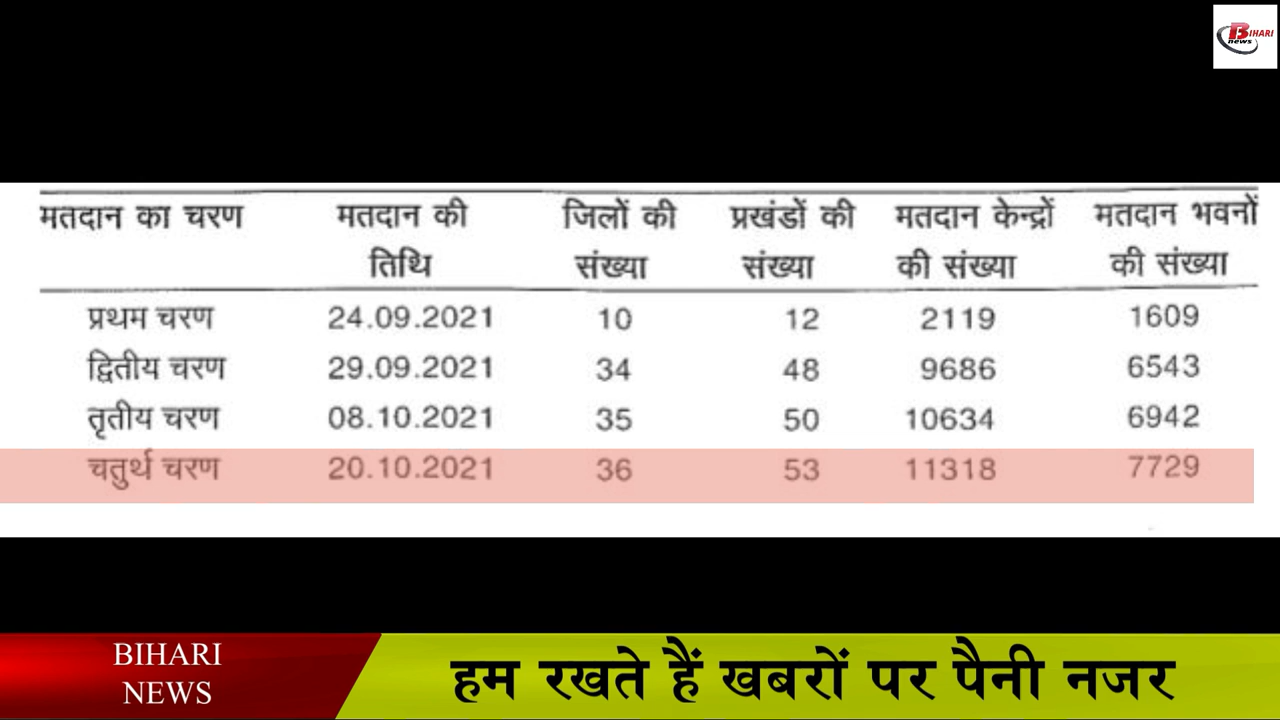 BIHARI
news
मतदान का चरण मतदान की जिलों की प्रखंडों की मतदान केन्द्रों मतदान भवनों
तिथि संख्या संख्या की संख्या की संख्या
प्रथम चरण 24.09.2021 10 12 2119 1609
द्वितीय चरण 29.09.2021 34 48 9686 6543
तृतीय चरण 08.10.2021 35 50 10634 6942
चतुर्थ चरण 20.10.2021 36 53 11318 7729
BIHARI
NEWS
हम रखते हैं खबरों पर पैनी नजर